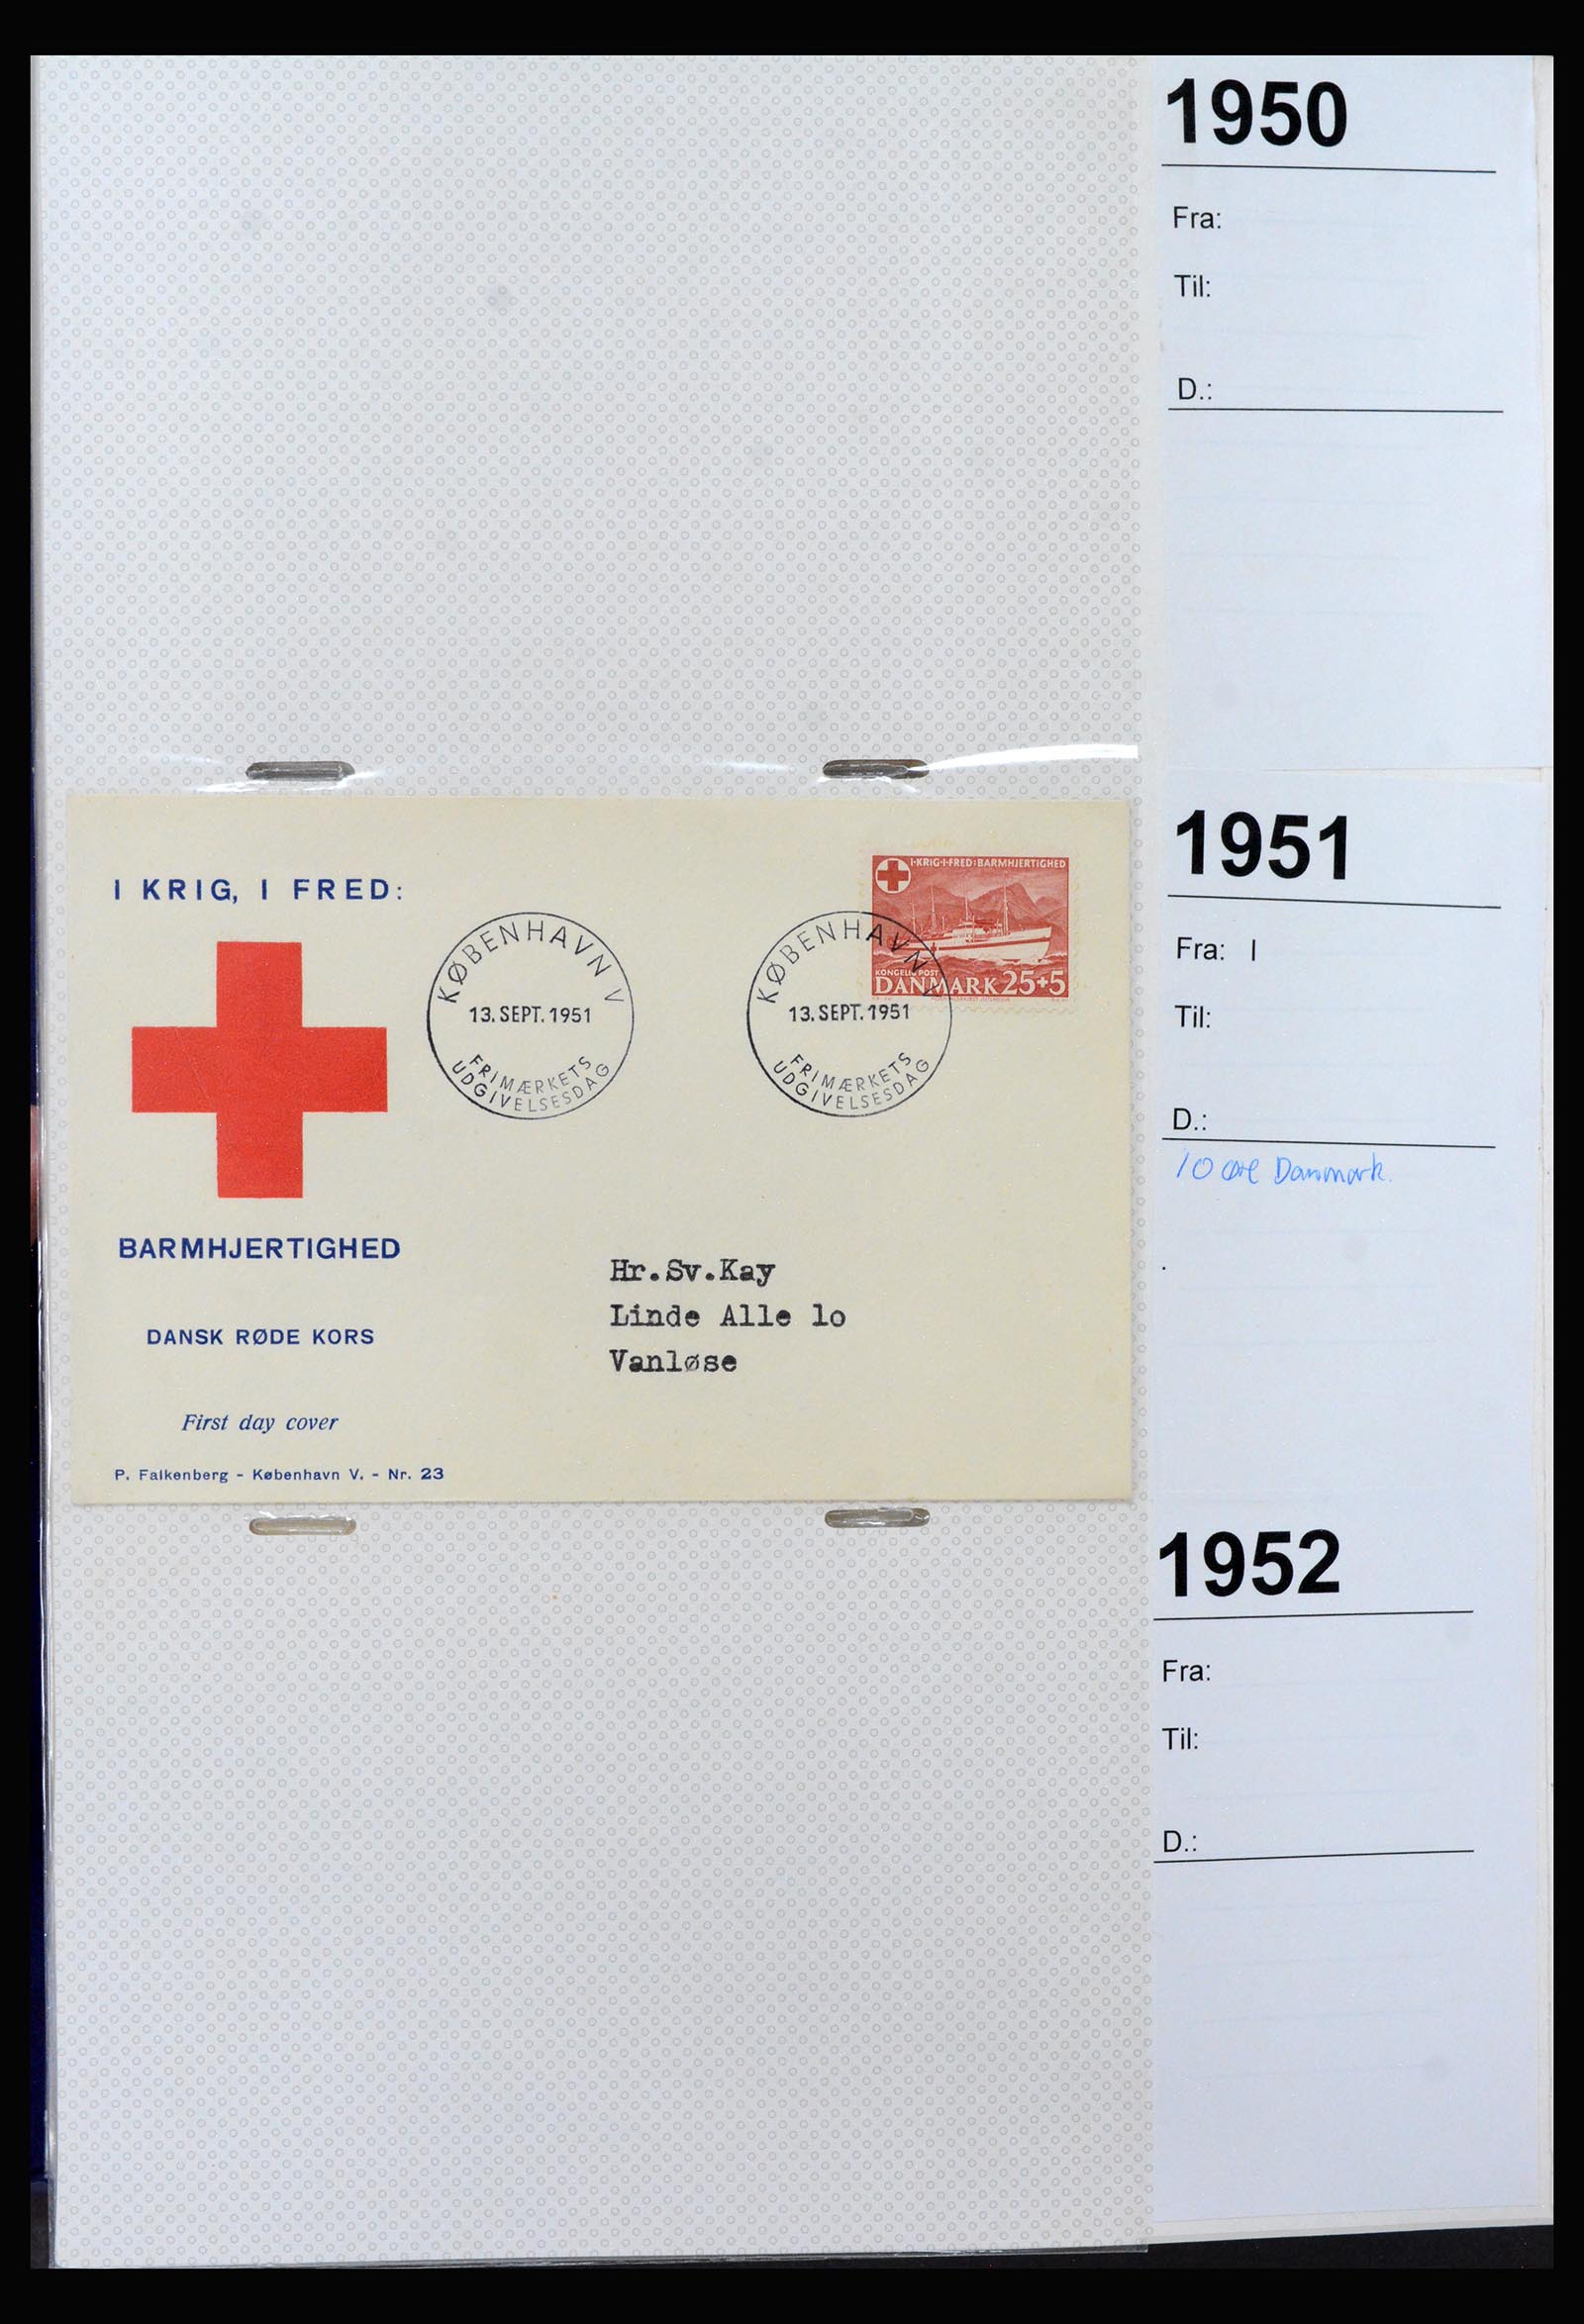 1950
Fra:
Til:
D.:
I KRIG, I FRED:
BARMHJERTIGHED
DANSK RØDE KORS
First day cover
P. Falkenberg - København V. - Nr. 23
KØBENHAVN V
13. SEPT. 1951
FRIMÆRKETS
UDGIVELSESDAG
KØBENHAVN V
13. SEPT. 1951
FRIMÆRKETS
UDGIVELSESDAG
I·KRIG·I·FRED:BARMHJERTIGHED
KONGELIG POST
DANMARK 25+5
Hr.Sv.Kay
Linde Alle lo
Vanløse
1951
Fra: I
Til:
D.:
10 øre Danmark.
1952
Fra:
Til:
D.: